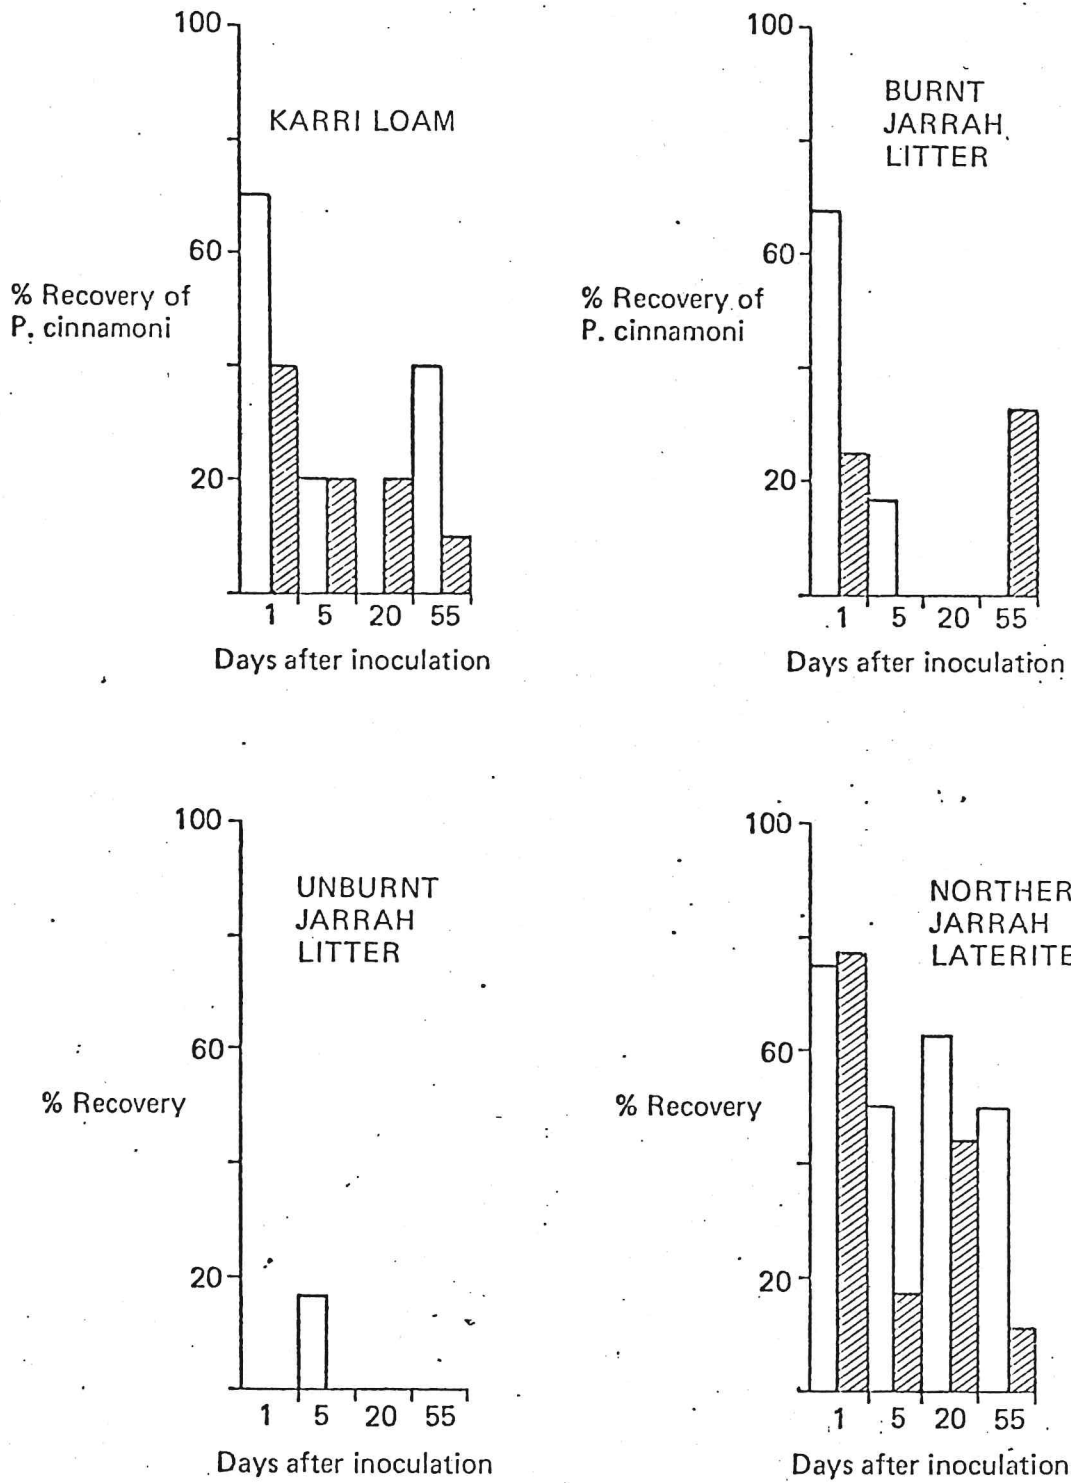 100
KARRI LOAM
60
% Recovery of
P. cinnamoni
20
1 5 20 55
Days after inoculation
100
BURNT
JARRAH
LITTER
60
% Recovery of
P. cinnamoni
20
1 5 20 55
Days after inoculation
100
UNBURNT
JARRAH
LITTER
60
% Recovery
20
1 5 20 55
Days after inoculation
100
NORTHER
JARRAH
LATERITE
60
% Recovery
20
1 5 20 55
Days after inoculation